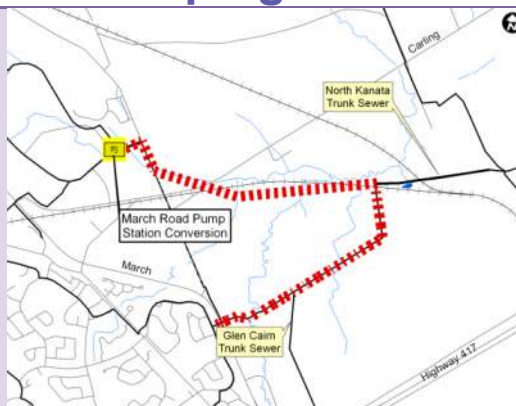 Carling
North Kanata
Trunk Sewer
PS
March Road Pump
Station Conversion
March
Glen Cairn
Trunk Sewer
Highway 417